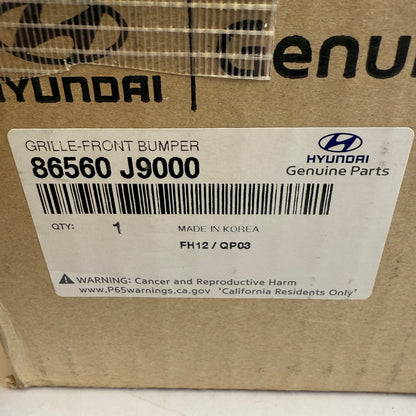 Genu
HYUNDAI
GRILLE-FRONT BUMPER
86560 J9000
HYUNDAI
Genuine Parts
QTY: 1 MADE IN KOREA
FH12 / QP03
WARNING: Cancer and Reproductive Harm
www.P65warnings.ca.gov 'California Residents Only'